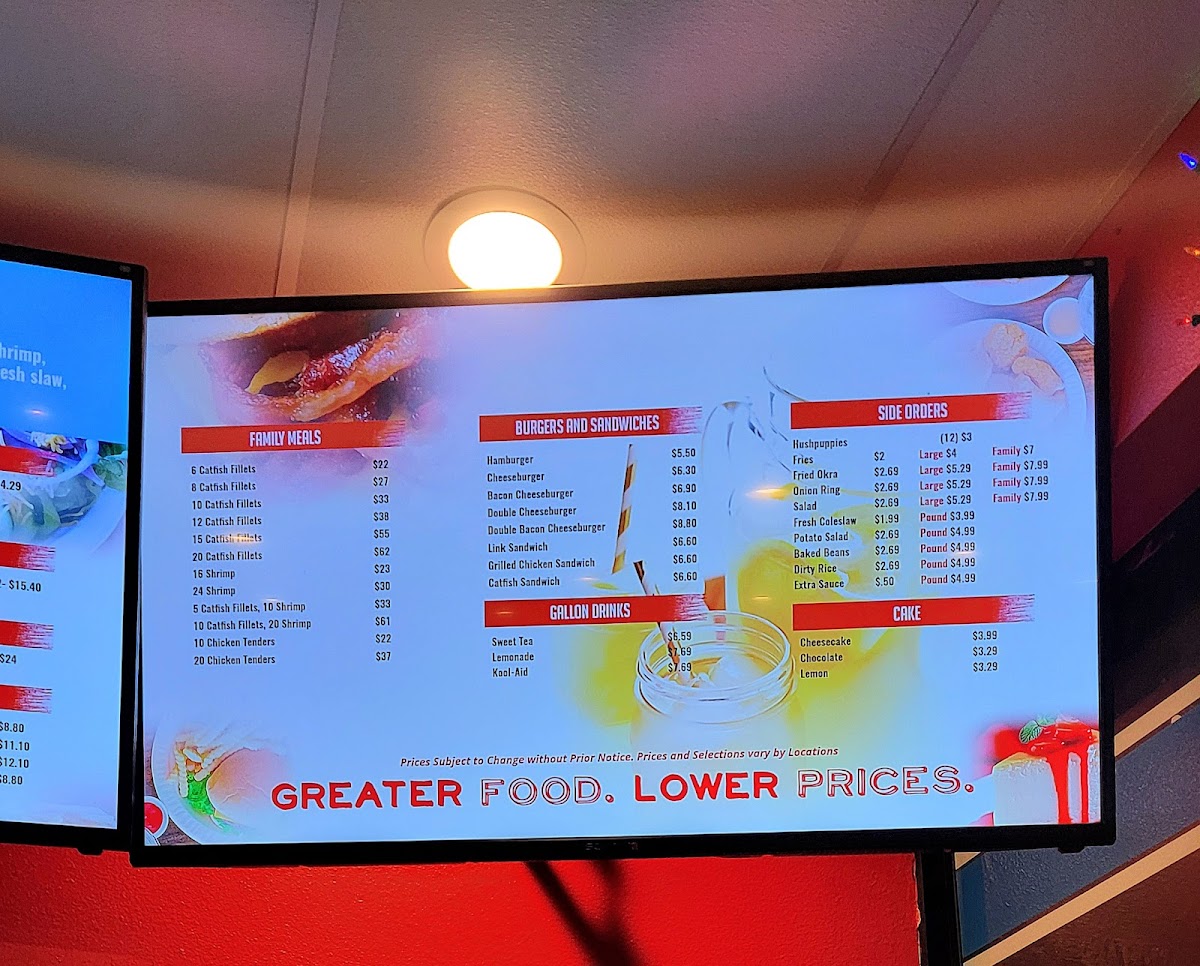 hrimp,
esh slaw,
4.29
- $15.40
$24
$8.80
$11.10
$12.10
$8.80
FAMILY MEALS
6 Catfish Fillets $22
8 Catfish Fillets $27
10 Catfish Fillets $33
12 Catfish Fillets $38
15 Catfish Fillets $55
20 Catfish Fillets $62
16 Shrimp $23
24 Shrimp $30
5 Catfish Fillets, 10 Shrimp $33
10 Catfish Fillets, 20 Shrimp $61
10 Chicken Tenders $22
20 Chicken Tenders $37
BURGERS AND SANDWICHES
Hamburger $5.50
Cheeseburger $6.30
Bacon Cheeseburger $6.90
Double Cheeseburger $8.10
Double Bacon Cheeseburger $8.80
Link Sandwich $6.60
Grilled Chicken Sandwich $6.60
Catfish Sandwich $6.60
GALLON DRINKS
Sweet Tea $6.59
Lemonade $7.69
Kool-Aid $7.69
SIDE ORDERS
Hushpuppies (12) $3
Fries $2 Large $4 Family $7
Fried Okra $2.69 Large $5.29 Family $7.99
Onion Ring $2.69 Large $5.29 Family $7.99
Salad $2.69 Large $5.29 Family $7.99
Fresh Coleslaw $1.99 Pound $3.99
Potato Salad $2.69 Pound $4.99
Baked Beans $2.69 Pound $4.99
Dirty Rice $2.69 Pound $4.99
Extra Sauce $.50 Pound $4.99
CAKE
Cheesecake $3.99
Chocolate $3.29
Lemon $3.29
Prices Subject to Change without Prior Notice. Prices and Selections vary by Locations
GREATER FOOD. LOWER PRICES.